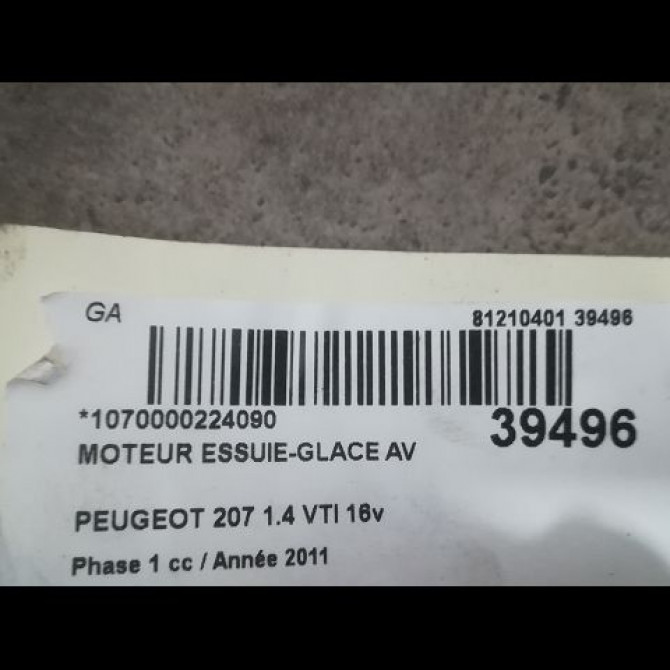 GA
81210401 39496
*1070000224090
39496
MOTEUR ESSUIE-GLACE AV
PEUGEOT 207 1.4 VTI 16v
Phase 1 cc / Année 2011